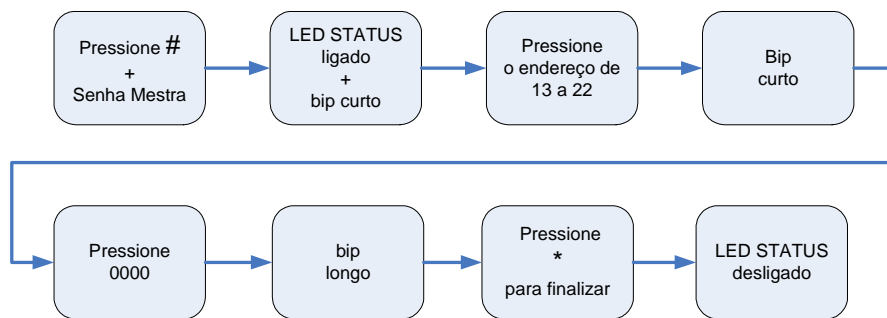 Pressione #
+
Senha Mestra
LED STATUS
ligado
+
bip curto
Pressione
o endereço de
13 a 22
Bip
curto
Pressione
0000
bip
longo
Pressione
*
para finalizar
LED STATUS
desligado